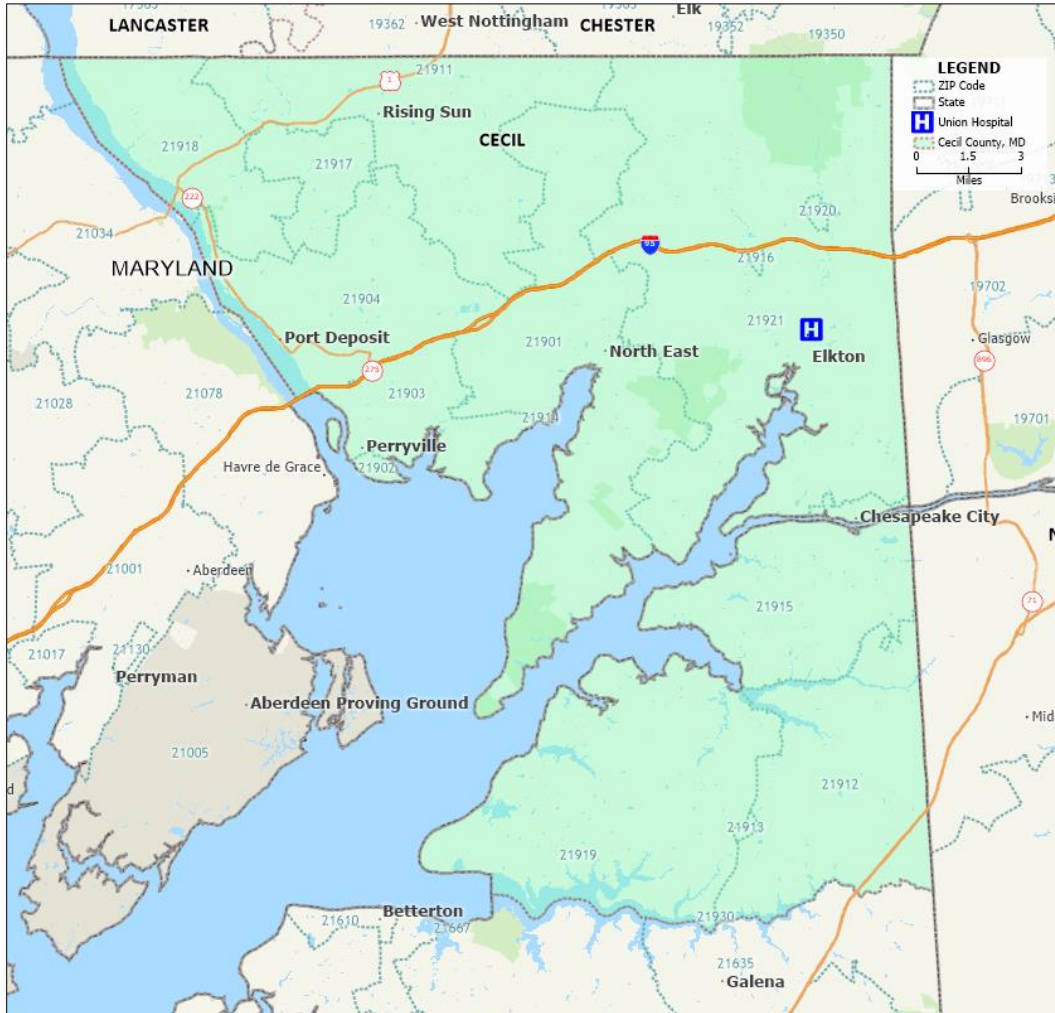 Elk
LANCASTER
19362
West Nottingham
CHESTER
19352
19350
LEGEND
ZIP Code
State
H
Union Hospital
Cecil County, MD
0 1.5 3
Miles
1
21911
Rising Sun
CECIL
21918
21917
222
21920
Brooksi
21034
95
21916
MARYLAND
19702
21904
21921
H
Port Deposit
21901
North East
Elkton
Glasgow
896
275
21028
21078
21903
21914
19701
Perryville
Havre de Grace
21902
Chesapeake City
N
21001
Aberdeen
21915
71
21017
21130
Perryman
Aberdeen Proving Ground
Mid
21005
21912
d
21913
21919
Betterton
21610
21667
21930
21635
Galena